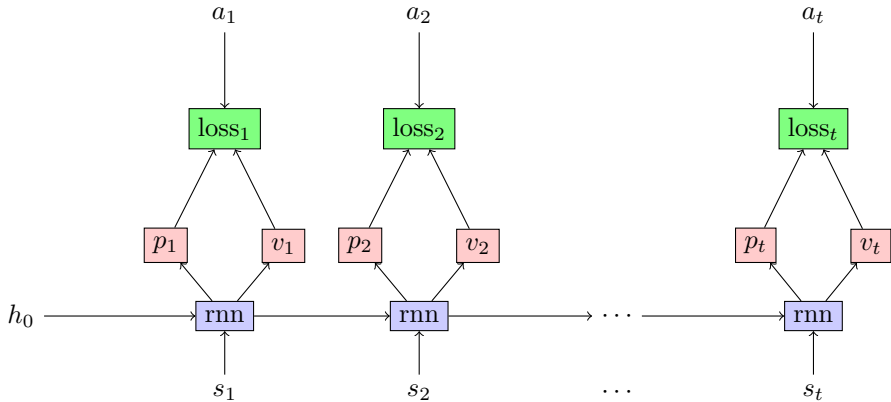 a₁ a₂ aₜ
loss₁ loss₂ lossₜ
p₁ v₁ p₂ v₂ pₜ vₜ
h₀ rnn rnn ⋯ rnn
s₁ s₂ ⋯ sₜ